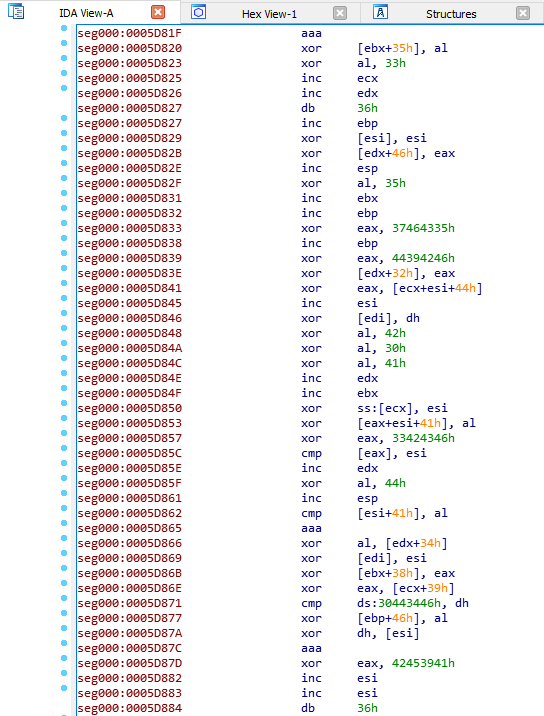 IDA View-A Hex View-1 Structures
seg000:0005D81F aaa
seg000:0005D820 xor [ebx+35h], al
seg000:0005D823 xor al, 33h
seg000:0005D825 inc ecx
seg000:0005D826 inc edx
seg000:0005D827 db 36h
seg000:0005D827 inc ebp
seg000:0005D829 xor [esi], esi
seg000:0005D82B xor [edx+46h], eax
seg000:0005D82E inc esp
seg000:0005D82F xor al, 35h
seg000:0005D831 inc ebx
seg000:0005D832 inc ebp
seg000:0005D833 xor eax, 37464335h
seg000:0005D838 inc ebp
seg000:0005D839 xor eax, 44394246h
seg000:0005D83E xor [edx+32h], eax
seg000:0005D841 xor eax, [ecx+esi+44h]
seg000:0005D845 inc esi
seg000:0005D846 xor [edi], dh
seg000:0005D848 xor al, 42h
seg000:0005D84A xor al, 30h
seg000:0005D84C xor al, 41h
seg000:0005D84E inc edx
seg000:0005D84F inc ebx
seg000:0005D850 xor ss:[ecx], esi
seg000:0005D853 xor [eax+esi+41h], al
seg000:0005D857 xor eax, 33424346h
seg000:0005D85C cmp [eax], esi
seg000:0005D85E inc edx
seg000:0005D85F xor al, 44h
seg000:0005D861 inc esp
seg000:0005D862 cmp [esi+41h], al
seg000:0005D865 aaa
seg000:0005D866 xor al, [edx+34h]
seg000:0005D869 xor [edi], esi
seg000:0005D86B xor [ebx+38h], eax
seg000:0005D86E xor eax, [ecx+39h]
seg000:0005D871 cmp ds:30443446h, dh
seg000:0005D877 xor [ebp+46h], al
seg000:0005D87A xor dh, [esi]
seg000:0005D87C aaa
seg000:0005D87D xor eax, 42453941h
seg000:0005D882 inc esi
seg000:0005D883 inc esi
seg000:0005D884 db 36h